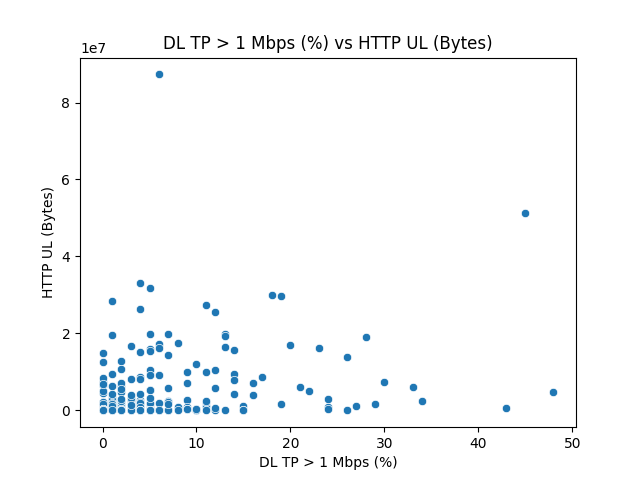 DL TP > 1 Mbps (%) vs HTTP UL (Bytes)
1e7
8
6
4
2
0
HTTP UL (Bytes)
0 10 20 30 40 50
DL TP > 1 Mbps (%)